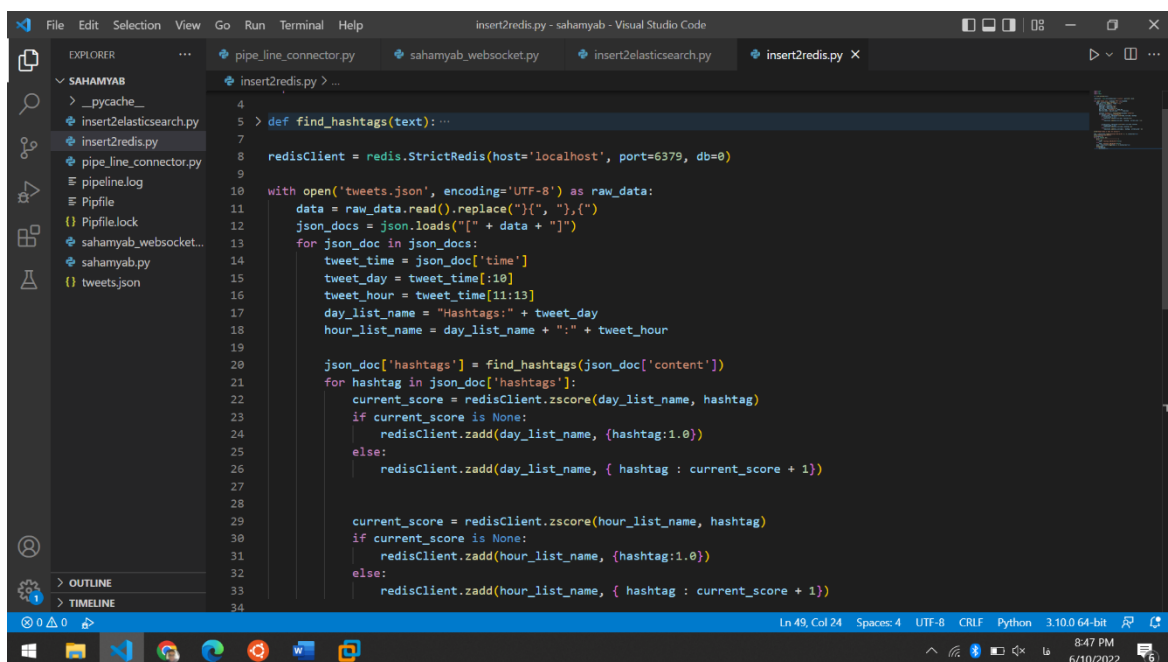 File Edit Selection View Go Run Terminal Help insert2redis.py - sahamyab - Visual Studio Code
EXPLORER ...
SAHAMYAB
> __pycache__
insert2elasticsearch.py
insert2redis.py
pipe_line_connector.py
pipeline.log
Pipfile
{} Pipfile.lock
sahamyab_websocket...
sahamyab.py
{} tweets.json
> OUTLINE
> TIMELINE
pipe_line_connector.py sahamyab_websocket.py insert2elasticsearch.py insert2redis.py
insert2redis.py > ...
4
5 > def find_hashtags(text): ...
7
8 redisClient = redis.StrictRedis(host='localhost', port=6379, db=0)
9
10 with open('tweets.json', encoding='UTF-8') as raw_data:
11     data = raw_data.read().replace("}{", "},{")
12     json_docs = json.loads("[" + data + "]")
13     for json_doc in json_docs:
14         tweet_time = json_doc['time']
15         tweet_day = tweet_time[:10]
16         tweet_hour = tweet_time[11:13]
17         day_list_name = "Hashtags:" + tweet_day
18         hour_list_name = day_list_name + ":" + tweet_hour
19
20         json_doc['hashtags'] = find_hashtags(json_doc['content'])
21         for hashtag in json_doc['hashtags']:
22             current_score = redisClient.zscore(day_list_name, hashtag)
23             if current_score is None:
24                 redisClient.zadd(day_list_name, {hashtag:1.0})
25             else:
26                 redisClient.zadd(day_list_name, { hashtag : current_score + 1})
27
28
29             current_score = redisClient.zscore(hour_list_name, hashtag)
30             if current_score is None:
31                 redisClient.zadd(hour_list_name, {hashtag:1.0})
32             else:
33                 redisClient.zadd(hour_list_name, { hashtag : current_score + 1})
34
1
0 0 Ln 49, Col 24 Spaces: 4 UTF-8 CRLF Python 3.10.0 64-bit
فا 8:47 PM
6/10/2022 6